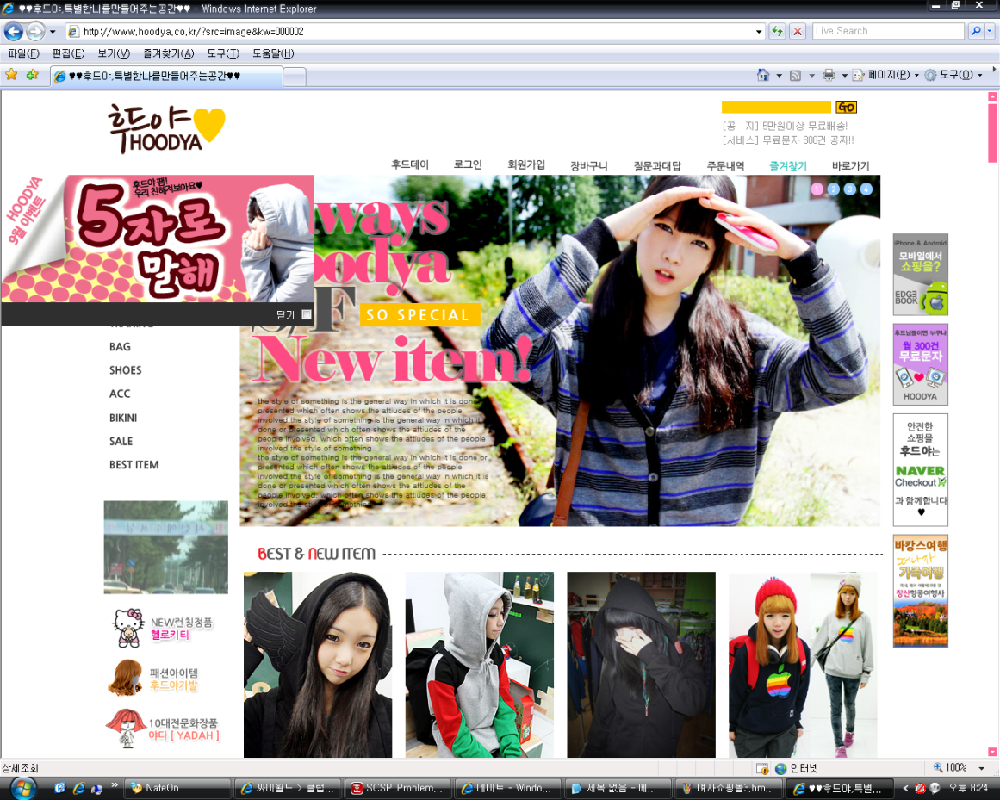 ♥♥후드야,특별한나를만들어주는공간♥♥ - Windows Internet Explorer
http://www.hoodya.co.kr/?src=image&kw=000002
Live Search
파일(F) 편집(E) 보기(V) 즐겨찾기(A) 도구(T) 도움말(H)
♥♥후드야,특별한나를만들어주는공간♥♥
페이지(P) 도구(O)
후드야
HOODYA
GO
[공 지] 5만원이상 무료배송!
[서비스] 무료문자 300건 공짜!!
후드데이 로그인 회원가입 장바구니 질문과대답 주문내역 즐겨찾기 바로가기
HOODYA
9월 이벤트
후드야 땜!
우리 친해져보아요♥
5자로
말해
닫기
1 2 3 4
ways
oodya
S/F
SO SPECIAL
New item!
the style of something is the general way in which it is done
presented which often shows the attiudes of the people
involved.the style of something is the general way in which it is
done or presented which often shows the attiudes of the
people involved. which often shows the attiudes of the people
involved.the style of something
the style of something is the general way in which it is done or
presented which often shows the attiudes of the people
involved.the style of something is the general way in which it is
done or presented which often shows the attiudes of the
people involved. which often shows the attiudes of the people
BAG
SHOES
ACC
BIKINI
SALE
BEST ITEM
NEW런칭정품
헬로키티
패션아이템
후드야가발
10대전문화장품
야다 [ YADAH ]
BEST & NEW ITEM
iPhone & Android
모바일에서
쇼핑을?
EDGE
BOOK
후드님들이면 누구나
월 300건
무료문자
HOODYA
안전한
쇼핑몰
후드야는
NAVER
Checkout
과 함께합니다
♥
바캉스여행
떠나자
가족여행
장산항공여행사
상세조회
인터넷
100%
NateOn
싸이월드 > 클럽...
SCSP_Problem...
네이트 - Windo...
제목 없음 - 메...
여자쇼핑몰3,bm...
♥♥후드야,특별...
오후 8:24